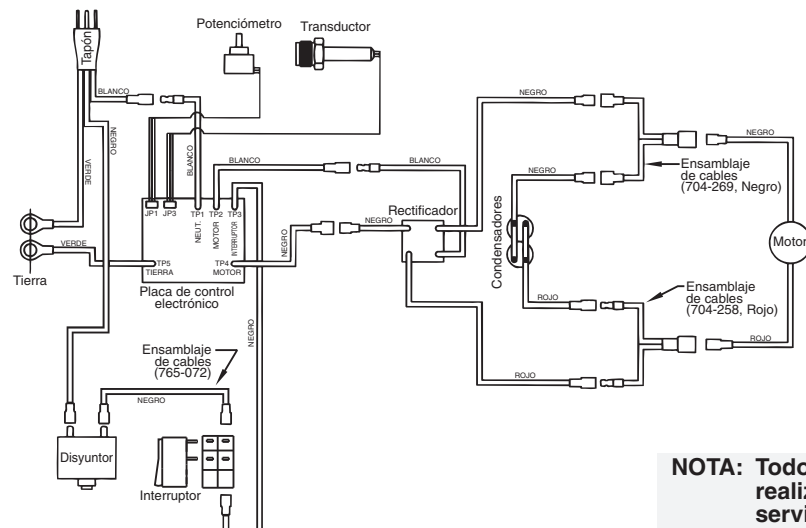 Potenciómetro
Transductor
Tapón
BLANCO
NEGRO
VERDE
BLANCO
BLANCO
BLANCO
NEGRO
NEGRO
NEGRO
Ensamblaje
de cables
(704-269, Negro)
JP1 JP3 TP1 TP2 TP3
NEUT.
MOTOR
INTERRUPTOR
NEGRO
NEGRO
Rectificador
Condensadores
Motor
VERDE
TP5
TIERRA
TP4
MOTOR
Tierra
Placa de control
electrónico
Ensamblaje
de cables
(704-258, Rojo)
ROJO
ROJO
ROJO
NEGRO
Ensamblaje
de cables
(765-072)
NEGRO
Disyuntor
Interruptor
NOTA: Todo
realiz
servi